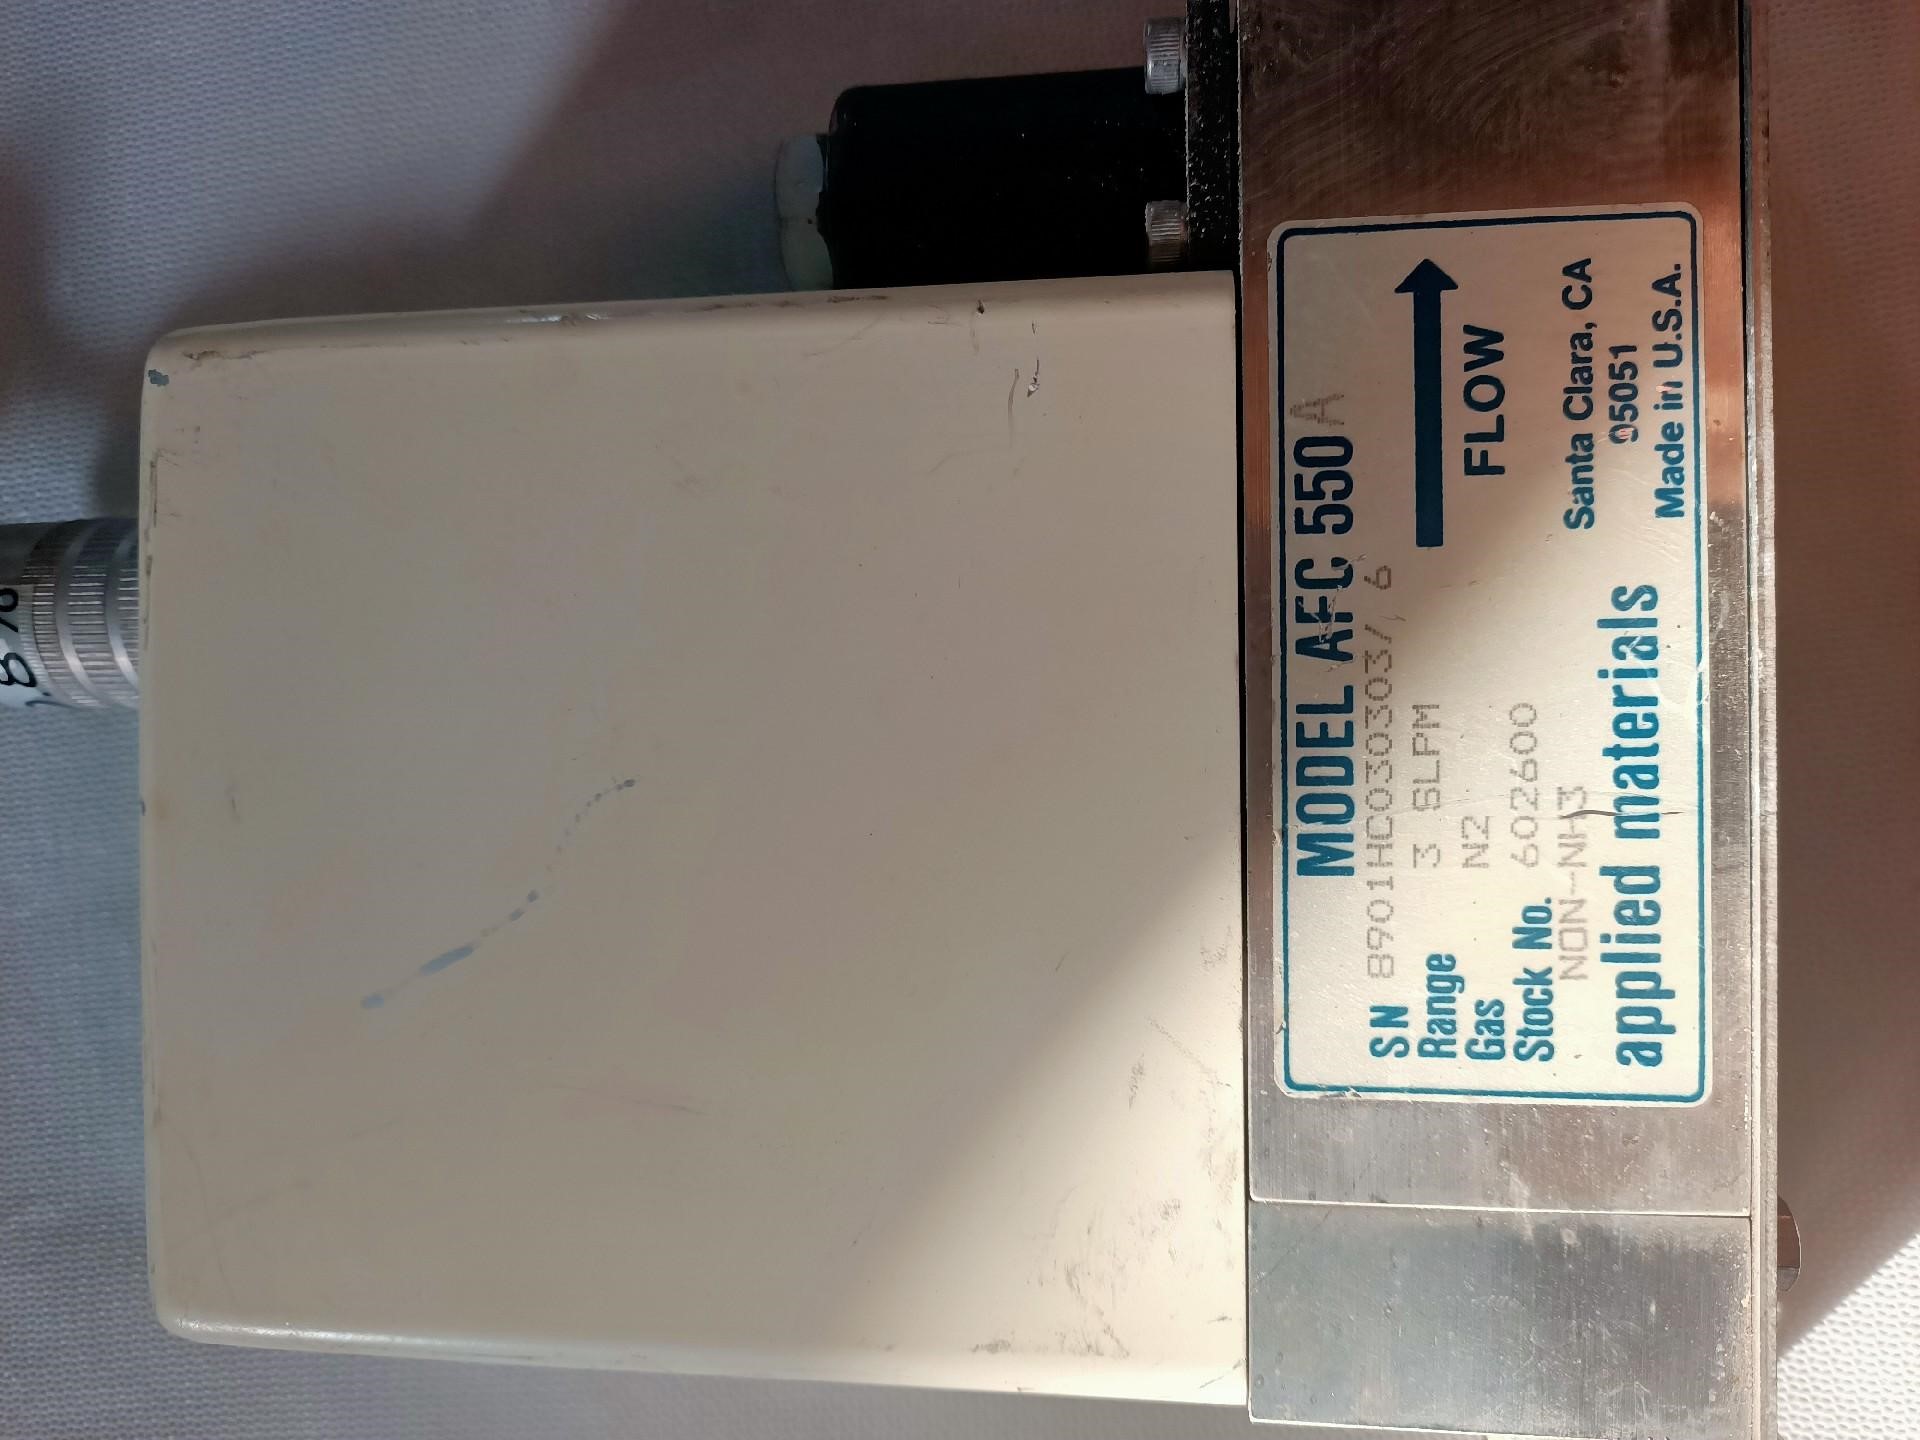 MODEL AFC 550 A
SN 8901HC030303/, 6
Range 3 SLPM
Gas N2
Stock No. 602600
NON-NH3
applied materials
FLOW
Santa Clara, CA
95051
Made in U.S.A.